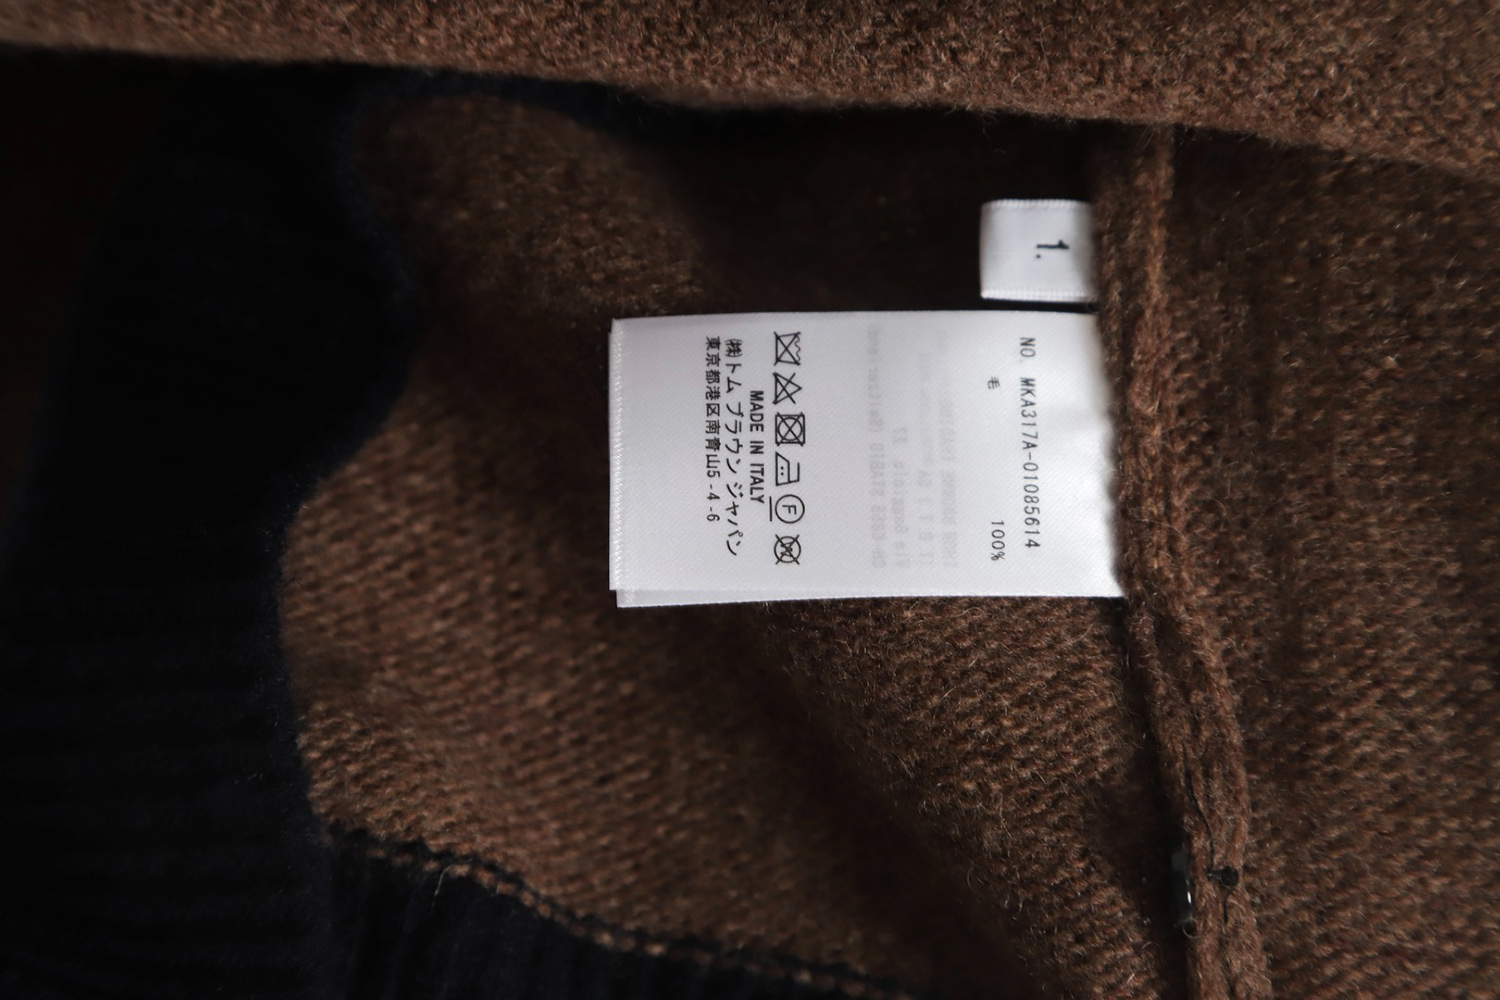 1.
NO. MKA317A-01085614
毛 100%
MADE IN ITALY
㈱トム ブラウン ジャパン
東京都港区南青山5-4-6